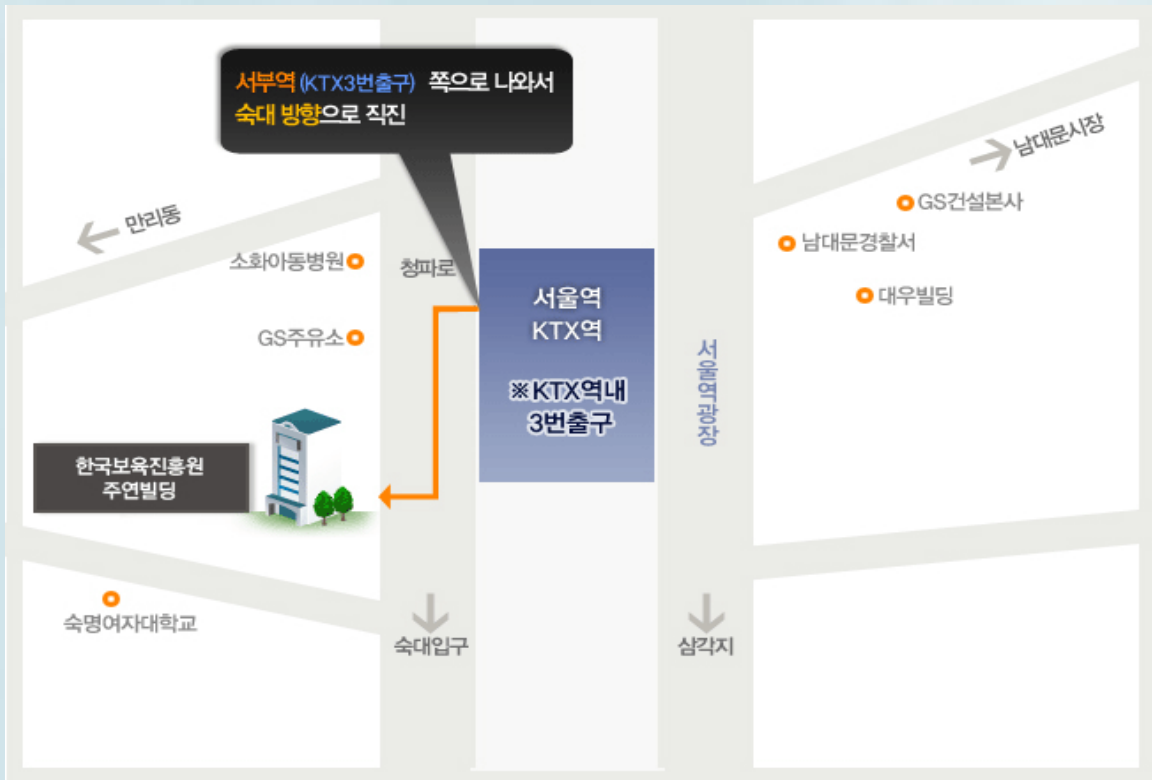 서부역 (KTX3번출구) 쪽으로 나와서
숙대 방향으로 직진
남대문시장
만리동
GS건설본사
남대문경찰서
소화아동병원
청파로
대우빌딩
서울역
KTX역
GS주유소
서울역광장
※KTX역내
3번출구
한국보육진흥원
주연빌딩
숙명여자대학교
숙대입구
삼각지